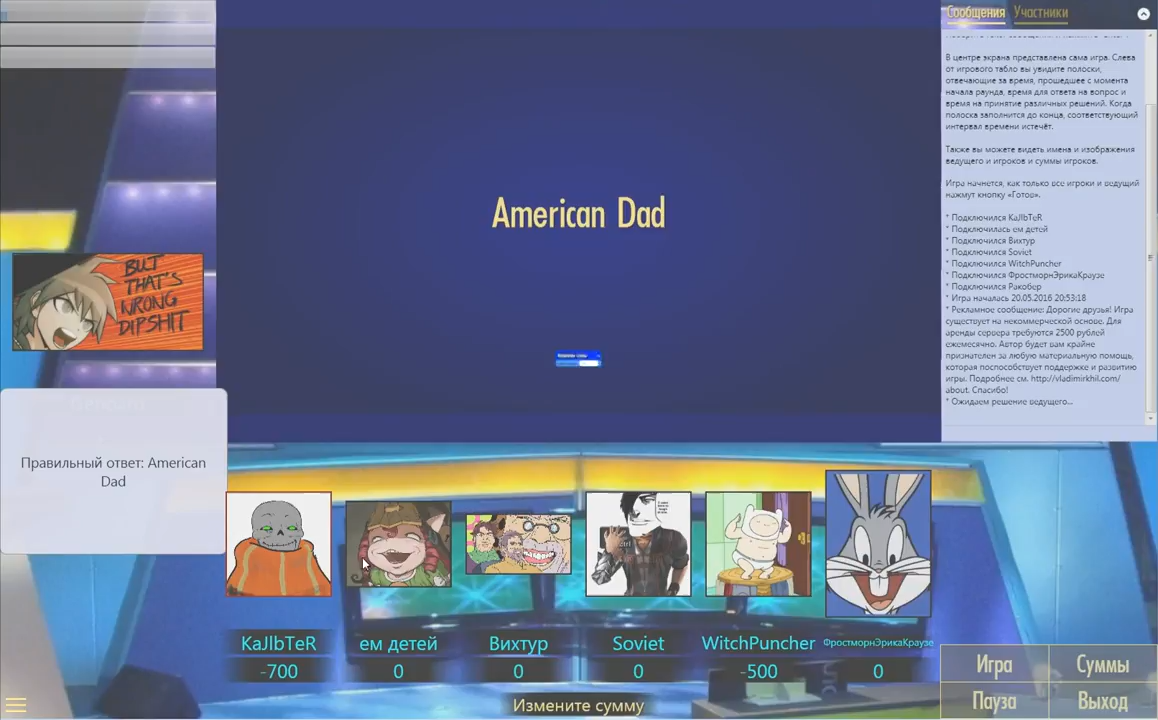 Сообщения Участники
В центре экрана представлена сама игра. Слева
от игрового табло вы увидите полоски,
отвечающие за время, прошедшее с момента
начала раунда, время для ответа на вопрос и
время на принятие различных решений. Когда
полоска заполнится до конца, соответствующий
интервал времени истечёт.
Также вы можете видеть имена и изображения
ведущего и игроков и суммы игроков.
Игра начнется, как только все игроки и ведущий
нажмут кнопку «Готов».
* Подключился KaJlbTeR
* Подключилась ем детей
* Подключился Вихтур
* Подключился Soviet
* Подключился WitchPuncher
* Подключился ФростморнЭрикаКраузе
* Подключился Ракобер
* Игра началась 20.05.2016 20:53:18
* Рекламное сообщение: Дорогие друзья! Игра
существует на некоммерческой основе. Для
аренды сервера требуются 2500 рублей
ежемесячно. Автор будет вам крайне
признателен за любую материальную помощь,
которая поспособствует поддержке и развитию
игры. Подробнее см. http://vladimirkhil.com/
about. Спасибо!
* Ожидаем решение ведущего...
American Dad
BUT
THAT'S
WRONG
DIPSHIT
Правильный ответ: American
Dad
KaJlbTeR
-700
ем детей
0
Вихтур
0
Soviet
0
WitchPuncher
-500
ФростморнЭрикаКраузе
0
Измените сумму
Игра Суммы
Пауза Выход